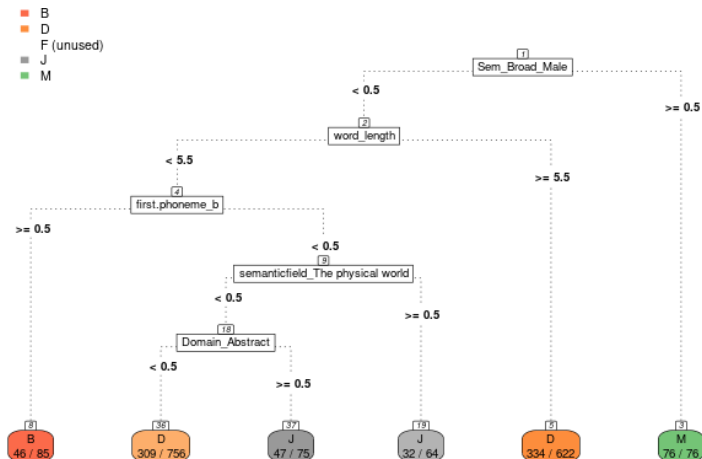 B
D
F (unused)
J
M
1
Sem_Broad_Male
< 0.5
>= 0.5
2
word_length
< 5.5
>= 5.5
4
first.phoneme_b
>= 0.5
< 0.5
9
semanticfield_The physical world
< 0.5
>= 0.5
18
Domain_Abstract
< 0.5
>= 0.5
8
B
46 / 85
36
D
309 / 756
37
J
47 / 75
19
J
32 / 64
5
D
334 / 622
3
M
76 / 76